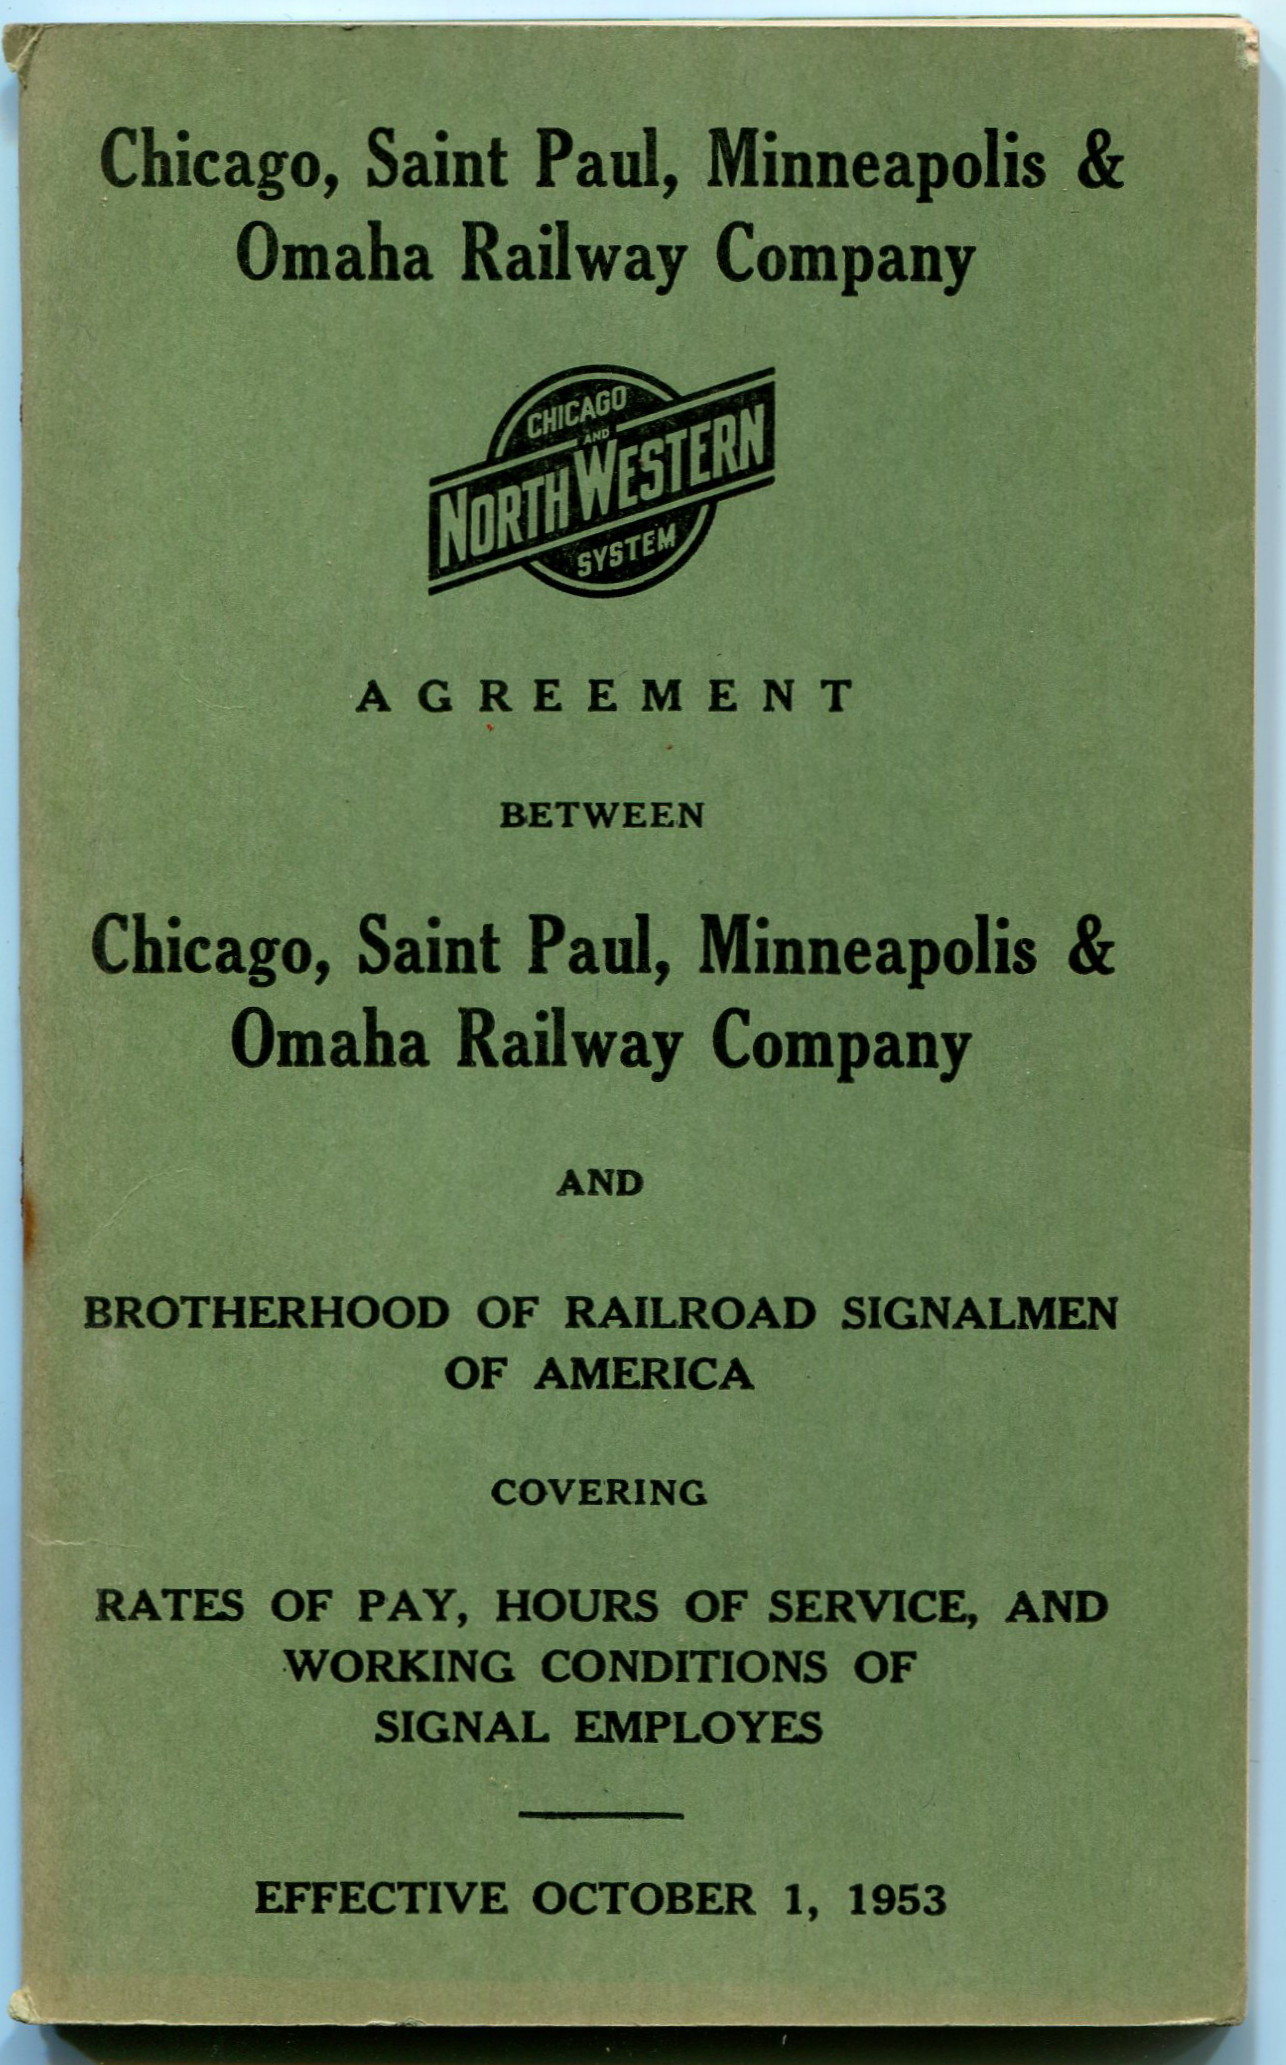 Chicago, Saint Paul, Minneapolis &
Omaha Railway Company
CHICAGO
AND
NORTH WESTERN
SYSTEM
AGREEMENT
BETWEEN
Chicago, Saint Paul, Minneapolis &
Omaha Railway Company
AND
BROTHERHOOD OF RAILROAD SIGNALMEN
OF AMERICA
COVERING
RATES OF PAY, HOURS OF SERVICE, AND
WORKING CONDITIONS OF
SIGNAL EMPLOYES
EFFECTIVE OCTOBER 1, 1953